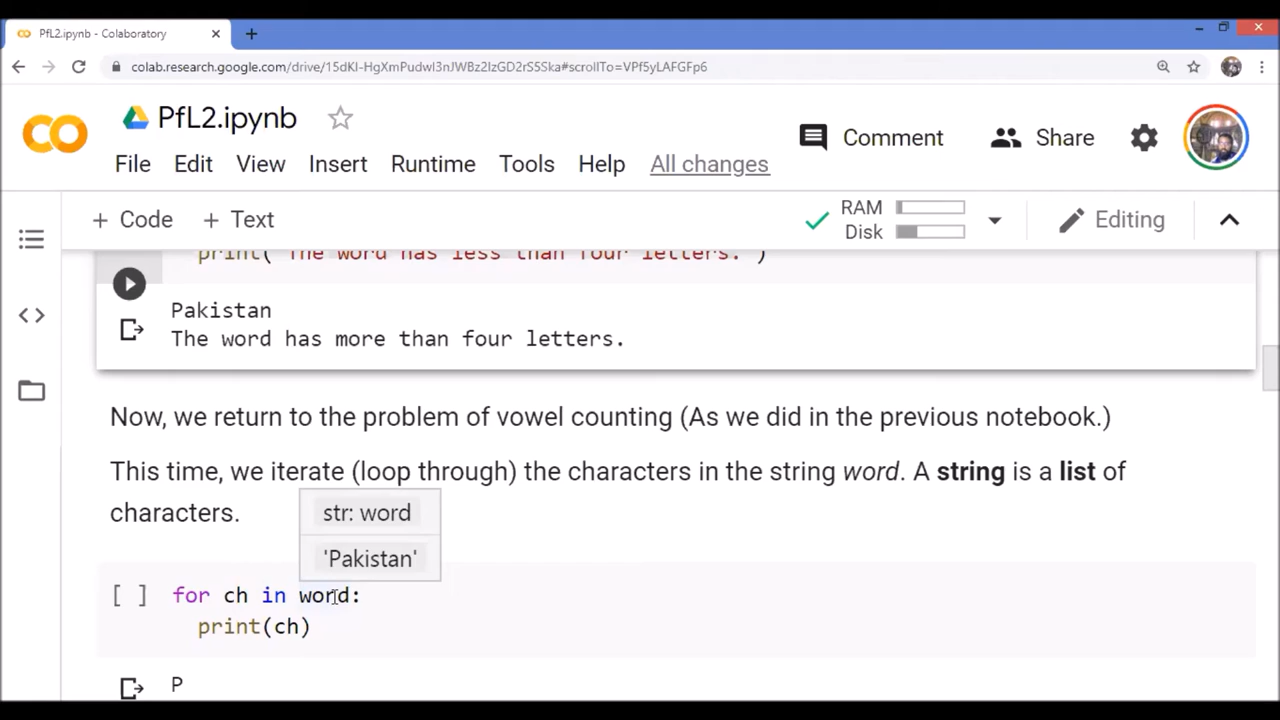 PfL2.ipynb - Colaboratory
colab.research.google.com/drive/15dKI-HgXmPudwI3nJWBz2IzGD2rS5Ska#scrollTo=VPf5yLAFGFp6
PfL2.ipynb
Comment
Share
File Edit View Insert Runtime Tools Help All changes
+ Code + Text
RAM
Disk
Editing
print("The word has less than four letters.")
Pakistan
The word has more than four letters.
Now, we return to the problem of vowel counting (As we did in the previous notebook.)
This time, we iterate (loop through) the characters in the string word. A string is a list of
characters.
str: word
'Pakistan'
[ ] for ch in word:
print(ch)
P